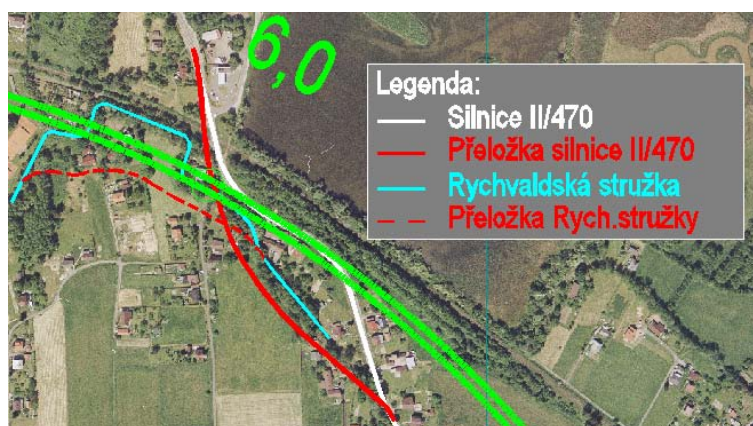 6,0
Legenda:
Silnice II/470
Přeložka silnice II/470
Rychvaldská stružka
Přeložka Rych.stružky